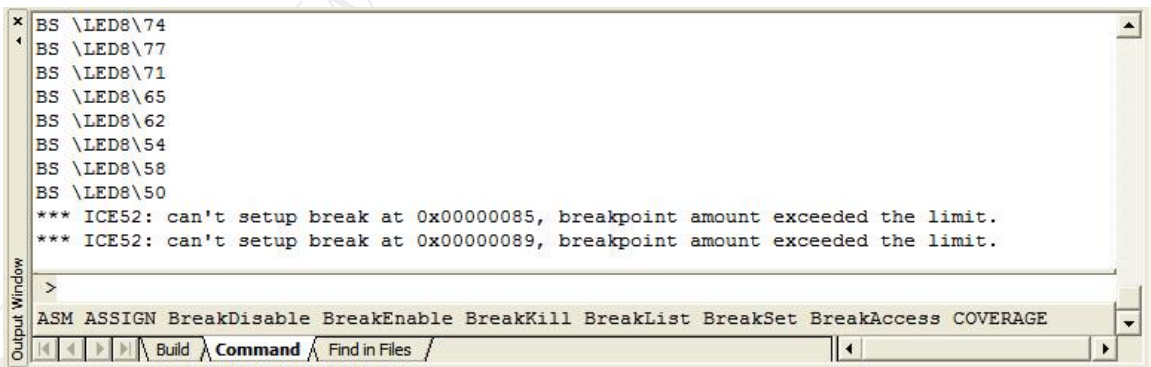 BS \LED8\74
BS \LED8\77
BS \LED8\71
BS \LED8\65
BS \LED8\62
BS \LED8\54
BS \LED8\58
BS \LED8\50
*** ICE52: can't setup break at 0x00000085, breakpoint amount exceeded the limit.
*** ICE52: can't setup break at 0x00000089, breakpoint amount exceeded the limit.
>
ASM ASSIGN BreakDisable BreakEnable BreakKill BreakList BreakSet BreakAccess COVERAGE
Output Window
Build Command Find in Files